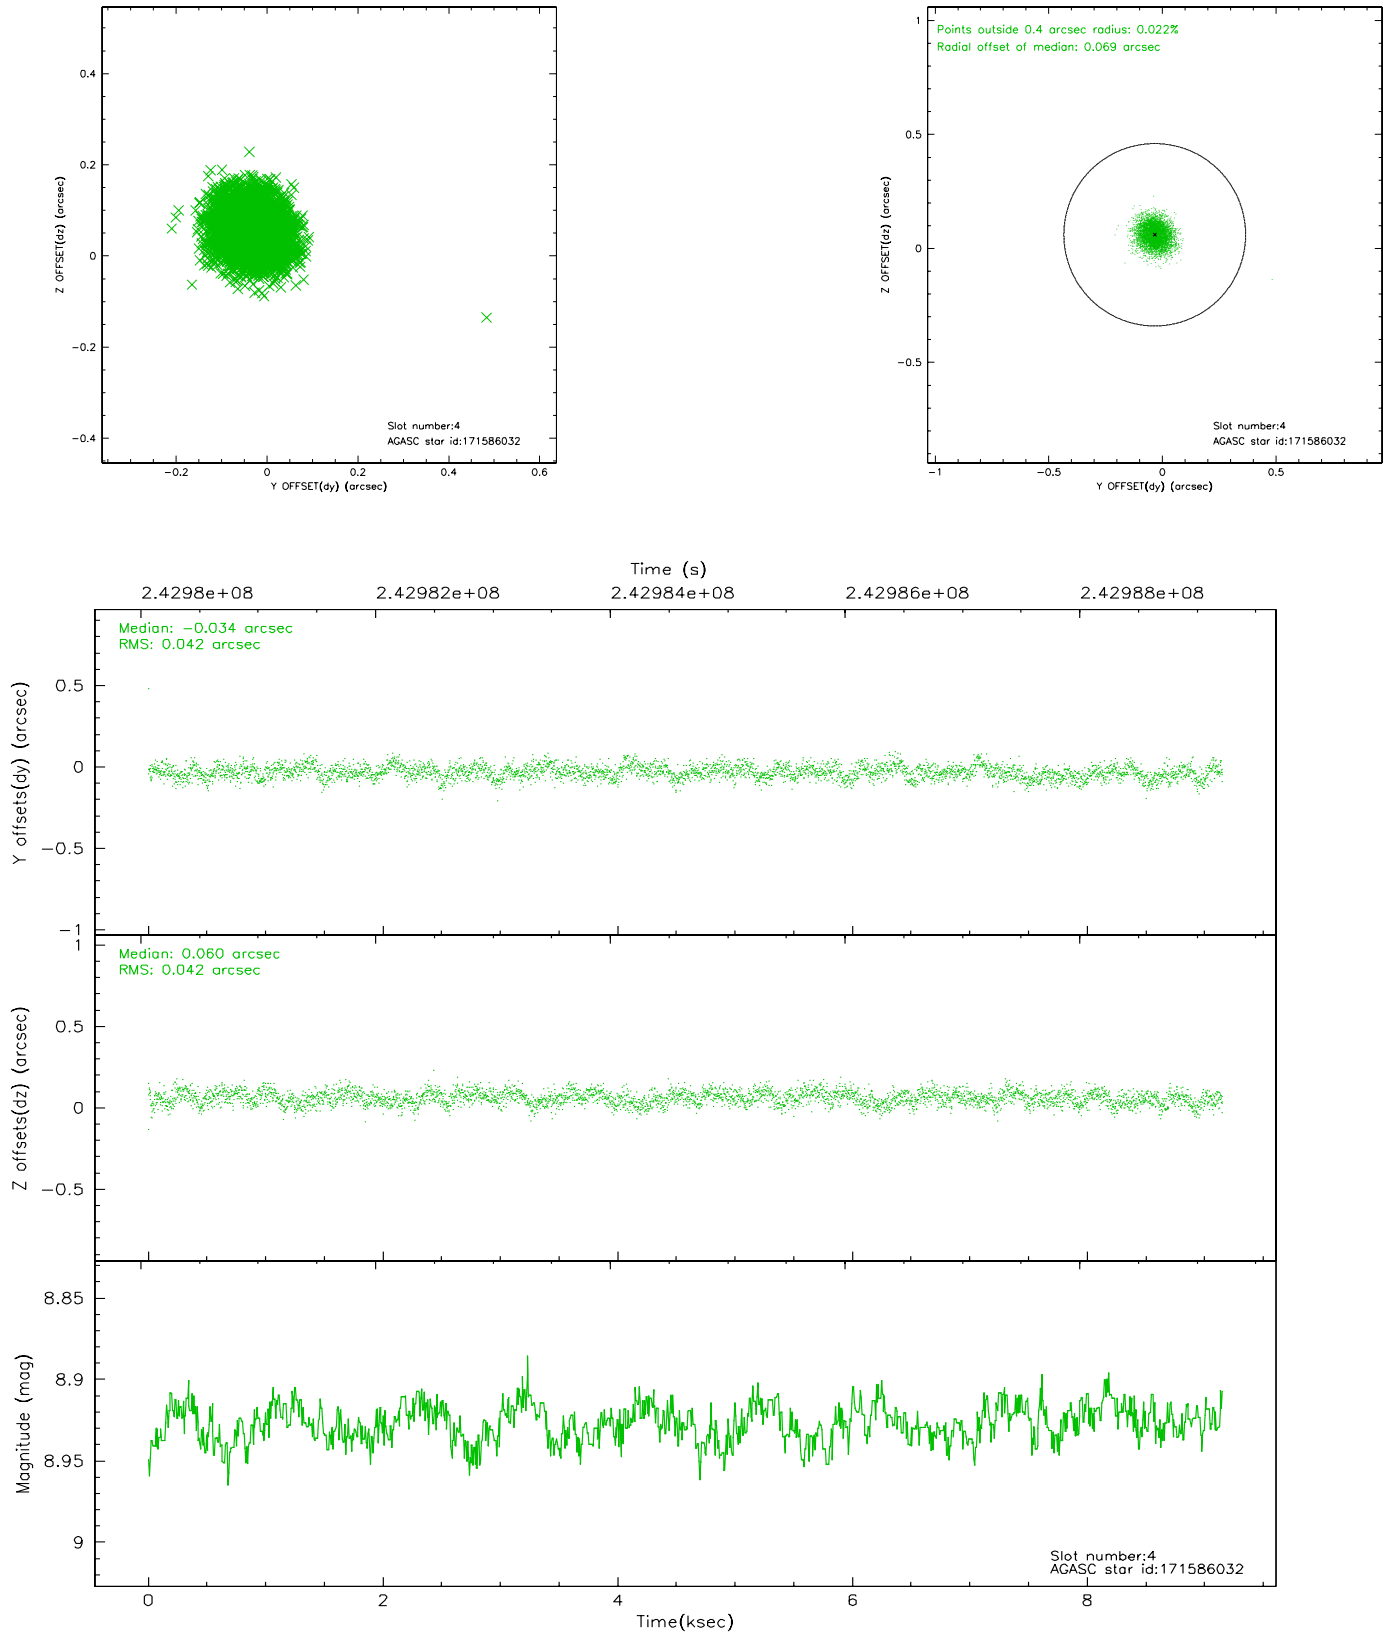 0.4
0.2
0
−0.2
−0.4
Z OFFSET(dz) (arcsec)
−0.2 0 0.2 0.4 0.6
Y OFFSET(dy) (arcsec)
Slot number:4
AGASC star id:171586032
Points outside 0.4 arcsec radius: 0.022%
Radial offset of median: 0.069 arcsec
1
0.5
0
−0.5
Z OFFSET(dz) (arcsec)
−1 −0.5 0 0.5
Y OFFSET(dy) (arcsec)
Slot number:4
AGASC star id:171586032
Time (s)
2.4298e+08 2.42982e+08 2.42984e+08 2.42986e+08 2.42988e+08
Median: −0.034 arcsec
RMS: 0.042 arcsec
0.5
0
−0.5
−1
Y offsets(dy) (arcsec)
Median: 0.060 arcsec
RMS: 0.042 arcsec
1
0.5
0
−0.5
Z offsets(dz) (arcsec)
8.85
8.9
8.95
9
Magnitude (mag)
Slot number:4
AGASC star id:171586032
0 2 4 6 8
Time(ksec)